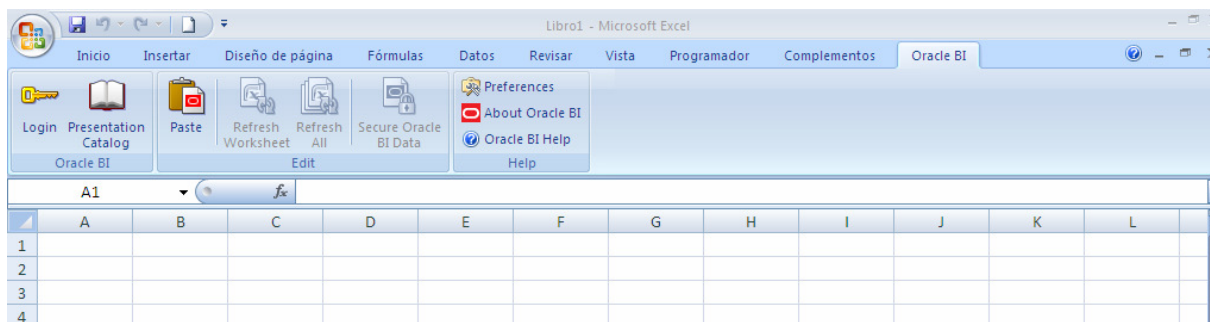 Libro1 - Microsoft Excel
Inicio Insertar Diseño de página Fórmulas Datos Revisar Vista Programador Complementos Oracle BI
Login Presentation Catalog Paste Refresh Worksheet Refresh All Secure Oracle BI Data
Preferences
About Oracle BI
Oracle BI Help
Oracle BI Edit Help
A1 fx
A B C D E F G H I J K L
1
2
3
4